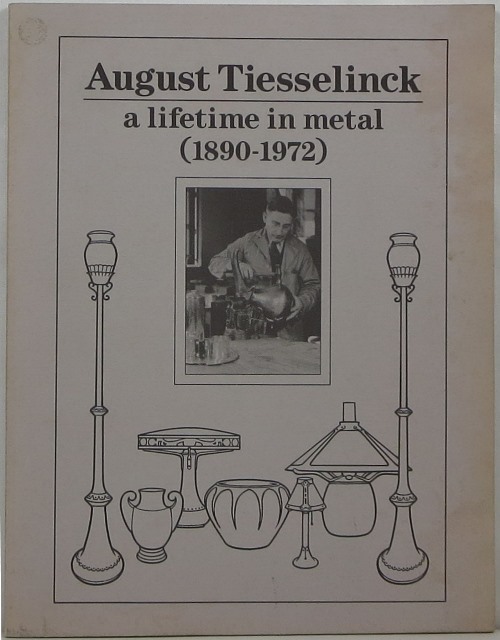 August Tiesselinck
a lifetime in metal
(1890-1972)